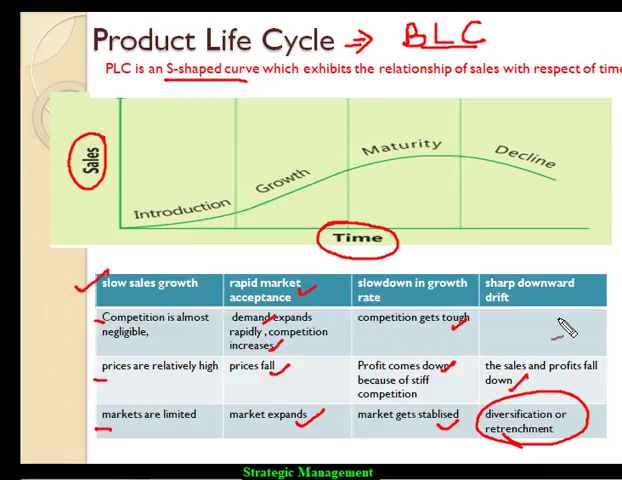 Product Life Cycle BLC
PLC is an S-shaped curve which exhibits the relationship of sales with respect of time
Sales
Introduction
Growth
Maturity
Decline
Time
slow sales growth
rapid market
acceptance
slowdown in growth
rate
sharp downward
drift
Competition is almost
negligible,
demand expands
rapidly , competition
increases
competition gets tough
prices are relatively high
prices fall
Profit comes down
because of stiff
competition
the sales and profits fall
down
markets are limited
market expands
market gets stablised
diversification or
retrenchment
Strategic Management